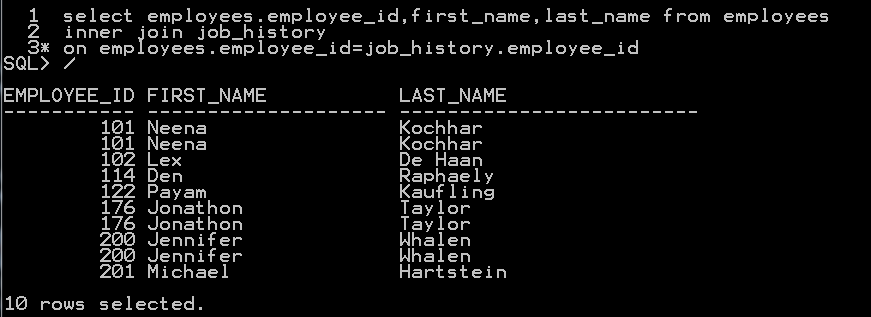 1 select employees.employee_id,first_name,last_name from employees
2 inner join job_history
3* on employees.employee_id=job_history.employee_id
SQL> /
EMPLOYEE_ID FIRST_NAME LAST_NAME
----------- -------------------- -------------------------
101 Neena Kochhar
101 Neena Kochhar
102 Lex De Haan
114 Den Raphaely
122 Payam Kaufling
176 Jonathon Taylor
176 Jonathon Taylor
200 Jennifer Whalen
200 Jennifer Whalen
201 Michael Hartstein
10 rows selected.